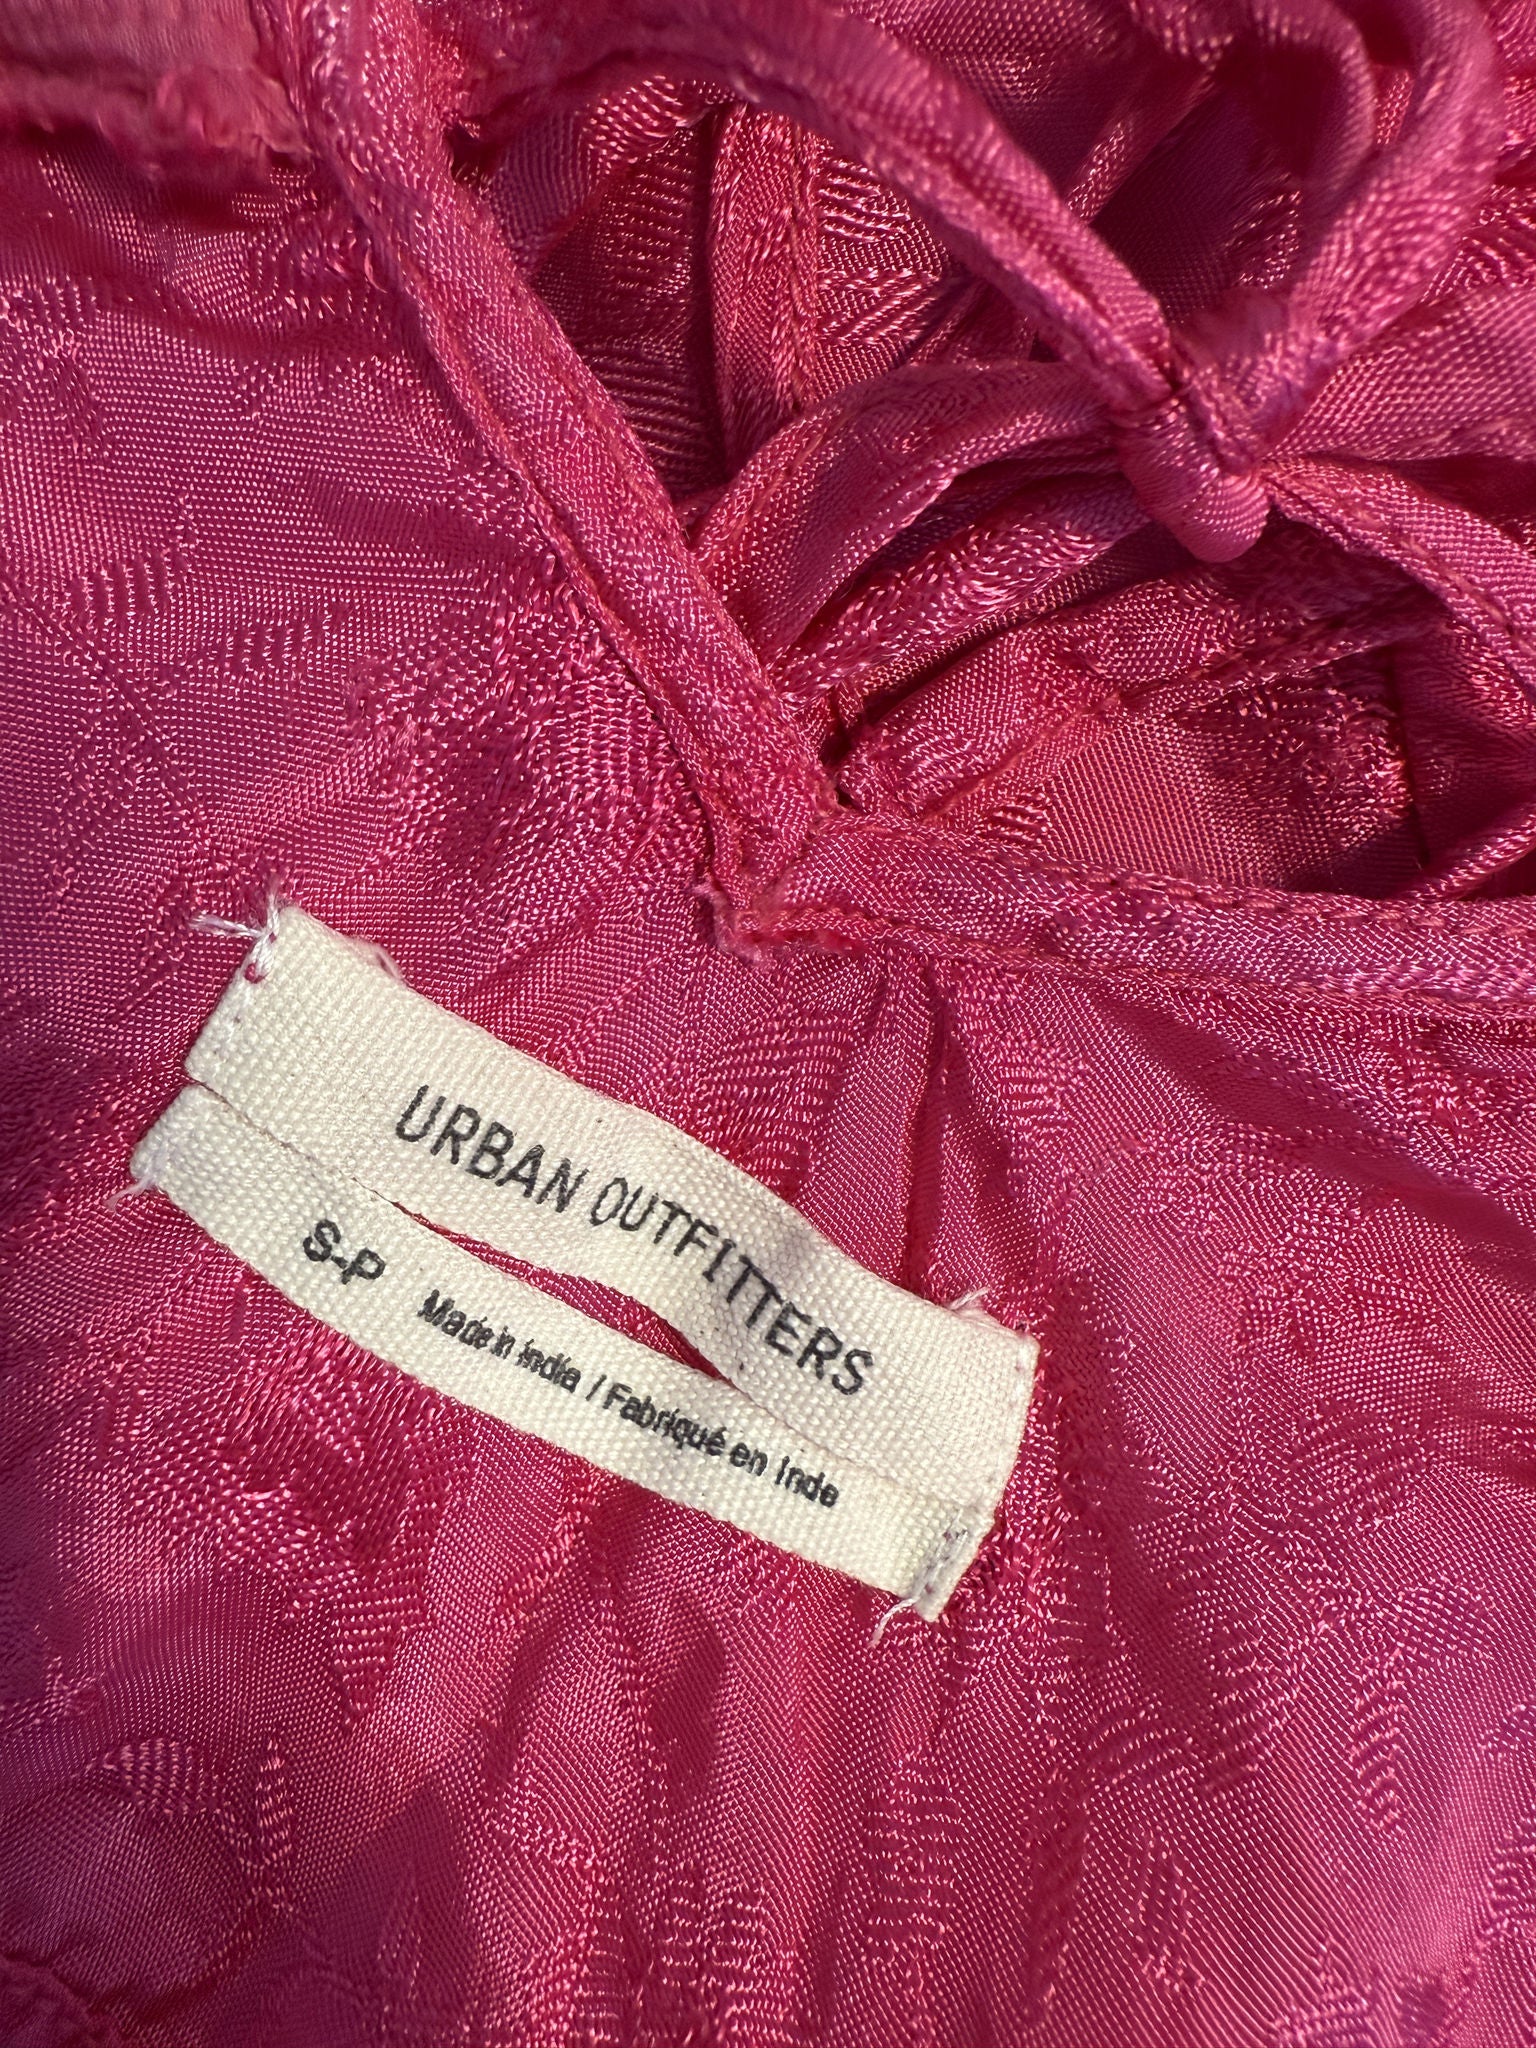 URBAN OUTFITTERS
S-P Made in India / Fabriqué en Inde